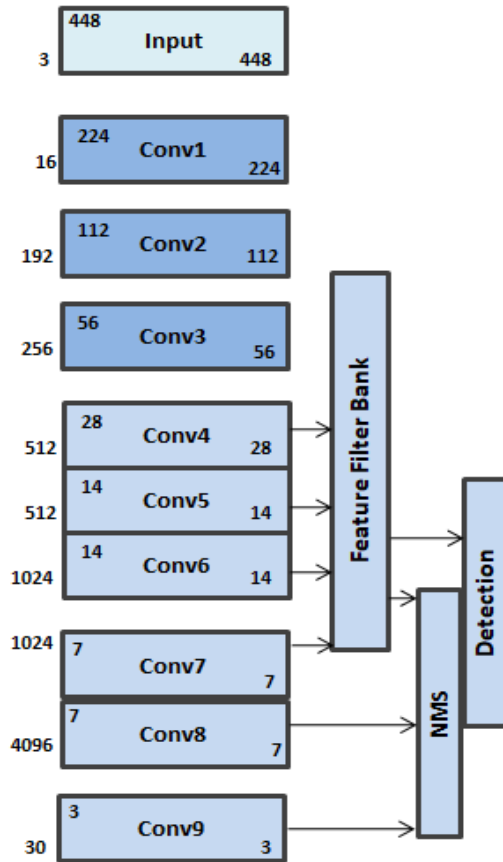 448
Input
3
448
224
Conv1
16
224
112
Conv2
192
112
56
Conv3
256
56
28
Conv4
512
28
14
Conv5
512
14
14
Conv6
1024
14
1024
7
Conv7
7
7
Conv8
4096
7
3
Conv9
30
3
Feature Filter Bank
NMS
Detection